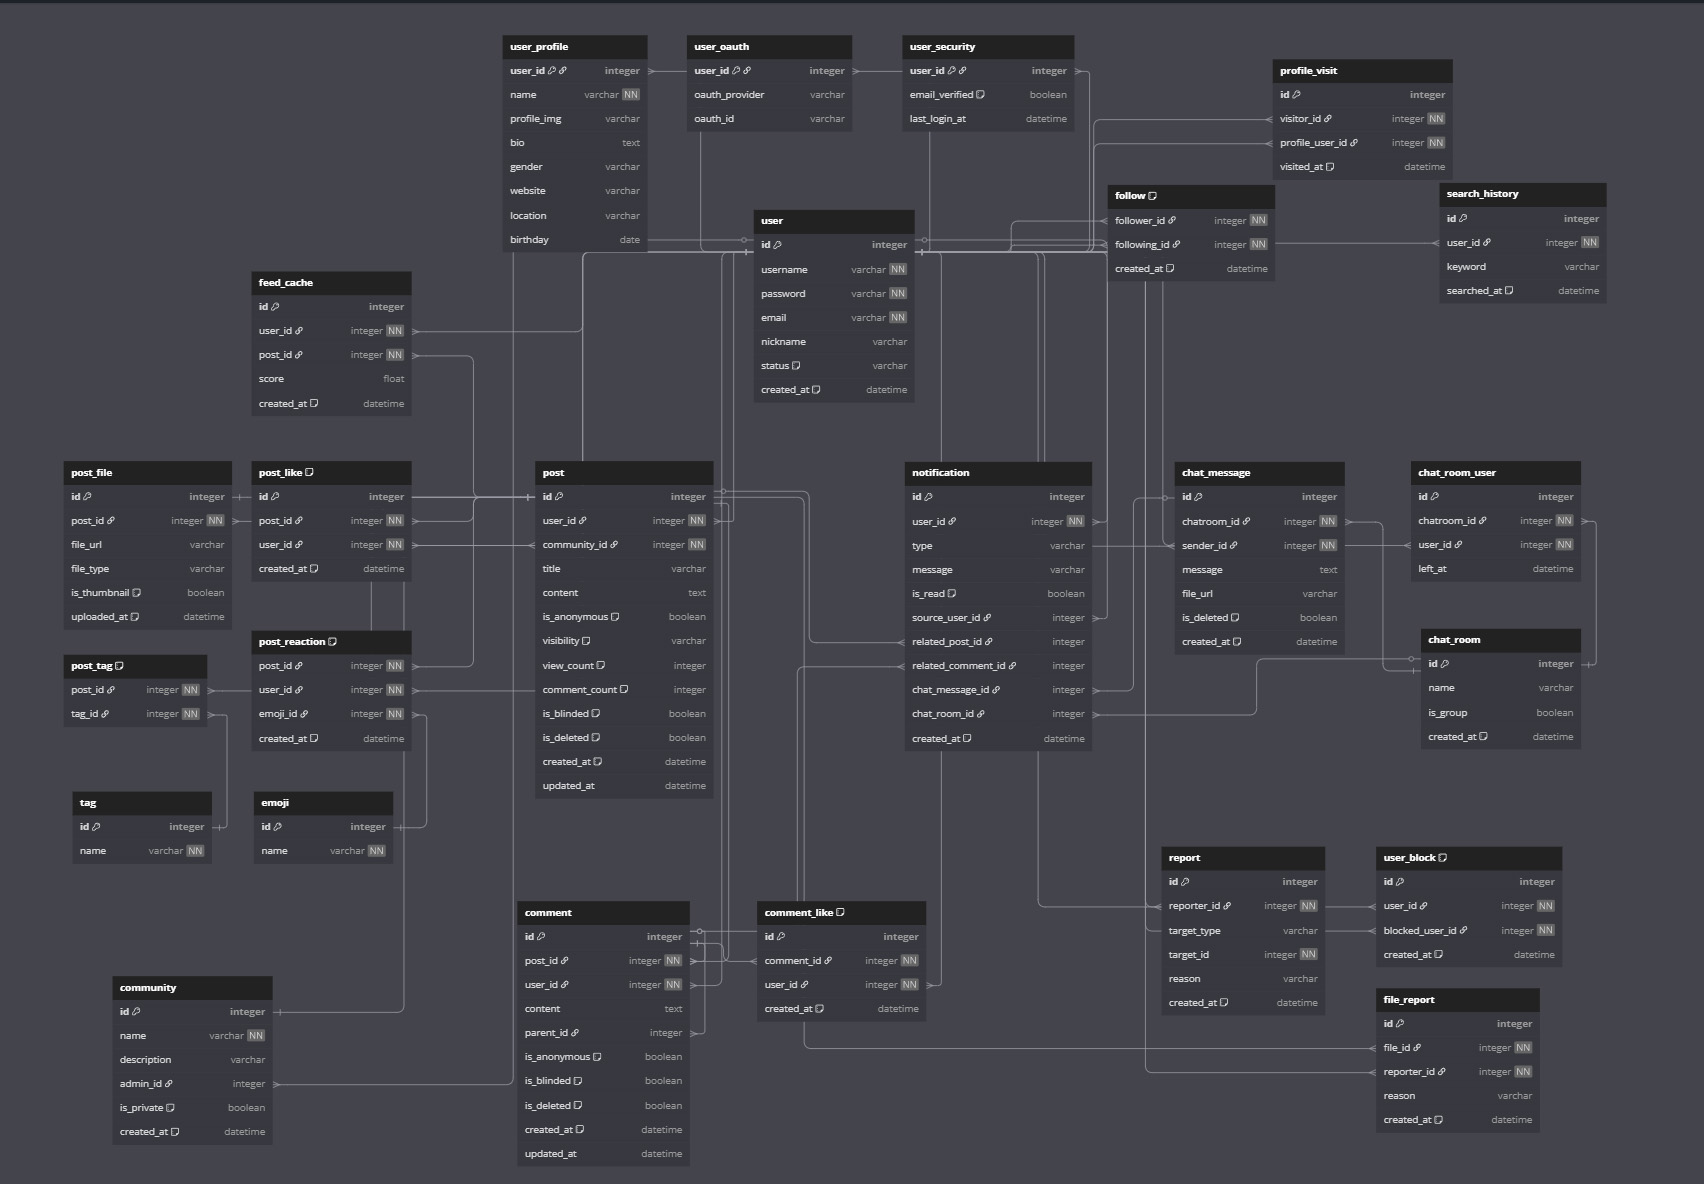 user_profile
user_id integer
name varchar NN
profile_img varchar
bio text
gender varchar
website varchar
location varchar
birthday date
user_oauth
user_id integer
oauth_provider varchar
oauth_id varchar
user_security
user_id integer
email_verified boolean
last_login_at datetime
profile_visit
id integer
visitor_id integer NN
profile_user_id integer NN
visited_at datetime
follow
follower_id integer NN
following_id integer NN
created_at datetime
search_history
id integer
user_id integer NN
keyword varchar
searched_at datetime
user
id integer
username varchar NN
password varchar NN
email varchar NN
nickname varchar
status varchar
created_at datetime
feed_cache
id integer
user_id integer NN
post_id integer NN
score float
created_at datetime
post_file
id integer
post_id integer NN
file_url varchar
file_type varchar
is_thumbnail boolean
uploaded_at datetime
post_like
id integer
post_id integer NN
user_id integer NN
created_at datetime
post
id integer
user_id integer NN
community_id integer NN
title varchar
content text
is_anonymous boolean
visibility varchar
view_count integer
comment_count integer
is_blinded boolean
is_deleted boolean
created_at datetime
updated_at datetime
notification
id integer
user_id integer NN
type varchar
message varchar
is_read boolean
source_user_id integer
related_post_id integer
related_comment_id integer
chat_message_id integer
chat_room_id integer
created_at datetime
chat_message
id integer
chatroom_id integer NN
sender_id integer NN
message text
file_url varchar
is_deleted boolean
created_at datetime
chat_room_user
id integer
chatroom_id integer NN
user_id integer NN
left_at datetime
chat_room
id integer
name varchar
is_group boolean
created_at datetime
post_reaction
post_id integer NN
user_id integer NN
emoji_id integer NN
created_at datetime
post_tag
post_id integer NN
tag_id integer NN
tag
id integer
name varchar NN
emoji
id integer
name varchar NN
comment
id integer
post_id integer NN
user_id integer NN
content text
parent_id integer
is_anonymous boolean
is_blinded boolean
is_deleted boolean
created_at datetime
updated_at datetime
comment_like
id integer
comment_id integer NN
user_id integer NN
created_at datetime
report
id integer
reporter_id integer NN
target_type varchar
target_id integer NN
reason varchar
created_at datetime
user_block
id integer
user_id integer NN
blocked_user_id integer NN
created_at datetime
file_report
id integer
file_id integer NN
reporter_id integer NN
reason varchar
created_at datetime
community
id integer
name varchar NN
description varchar
admin_id integer
is_private boolean
created_at datetime